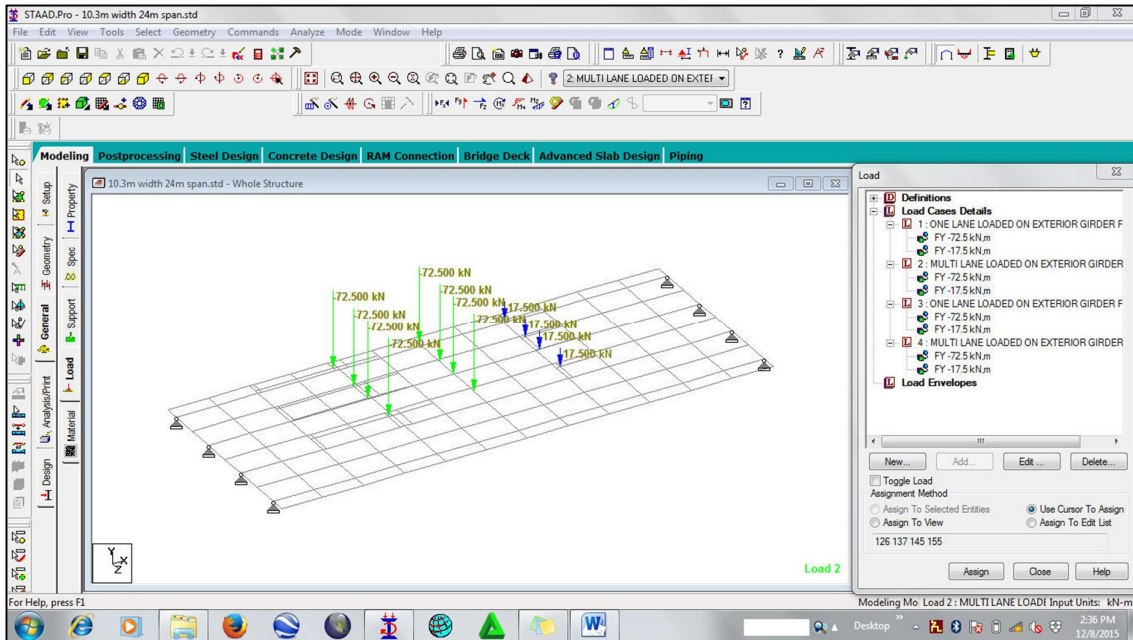 STAAD.Pro - 10.3m width 24m span.std
File Edit View Tools Select Geometry Commands Analyze Mode Window Help
2: MULTI LANE LOADED ON EXTEF
Modeling Postprocessing Steel Design Concrete Design RAM Connection Bridge Deck Advanced Slab Design Piping
Setup
Geometry
General
Analysis/Print
Design
Property
Spec
Support
Load
Material
10.3m width 24m span.std - Whole Structure
-72.500 kN
-72.500 kN
-72.500 kN
-72.500 kN
-72.500 kN
-72.500 kN
-72.500 kN
-72.500 kN
-17.500 kN
-17.500 kN
-17.500 kN
-17.500 kN
Y
X
Z
Load 2
Load
Definitions
Load Cases Details
1 : ONE LANE LOADED ON EXTERIOR GIRDER F
FY -72.5 kN,m
FY -17.5 kN,m
2 : MULTI LANE LOADED ON EXTERIOR GIRDER
FY -72.5 kN,m
FY -17.5 kN,m
3 : ONE LANE LOADED ON EXTERIOR GIRDER F
FY -72.5 kN,m
FY -17.5 kN,m
4 : MULTI LANE LOADED ON EXTERIOR GIRDER
FY -72.5 kN,m
FY -17.5 kN,m
Load Envelopes
New... Add... Edit ... Delete...
Toggle Load
Assignment Method
Assign To Selected Entities Use Cursor To Assign
Assign To View Assign To Edit List
126 137 145 155
Assign Close Help
For Help, press F1
Modeling Mo Load 2 : MULTI LANE LOADI Input Units: kN-m
Desktop
2:36 PM
12/8/2015